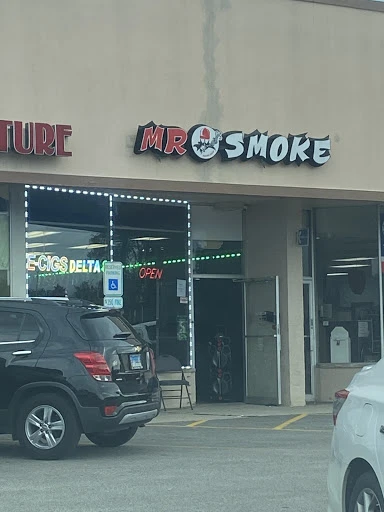 TURE
MR SMOKE
E-CIGS DELTA
OPEN